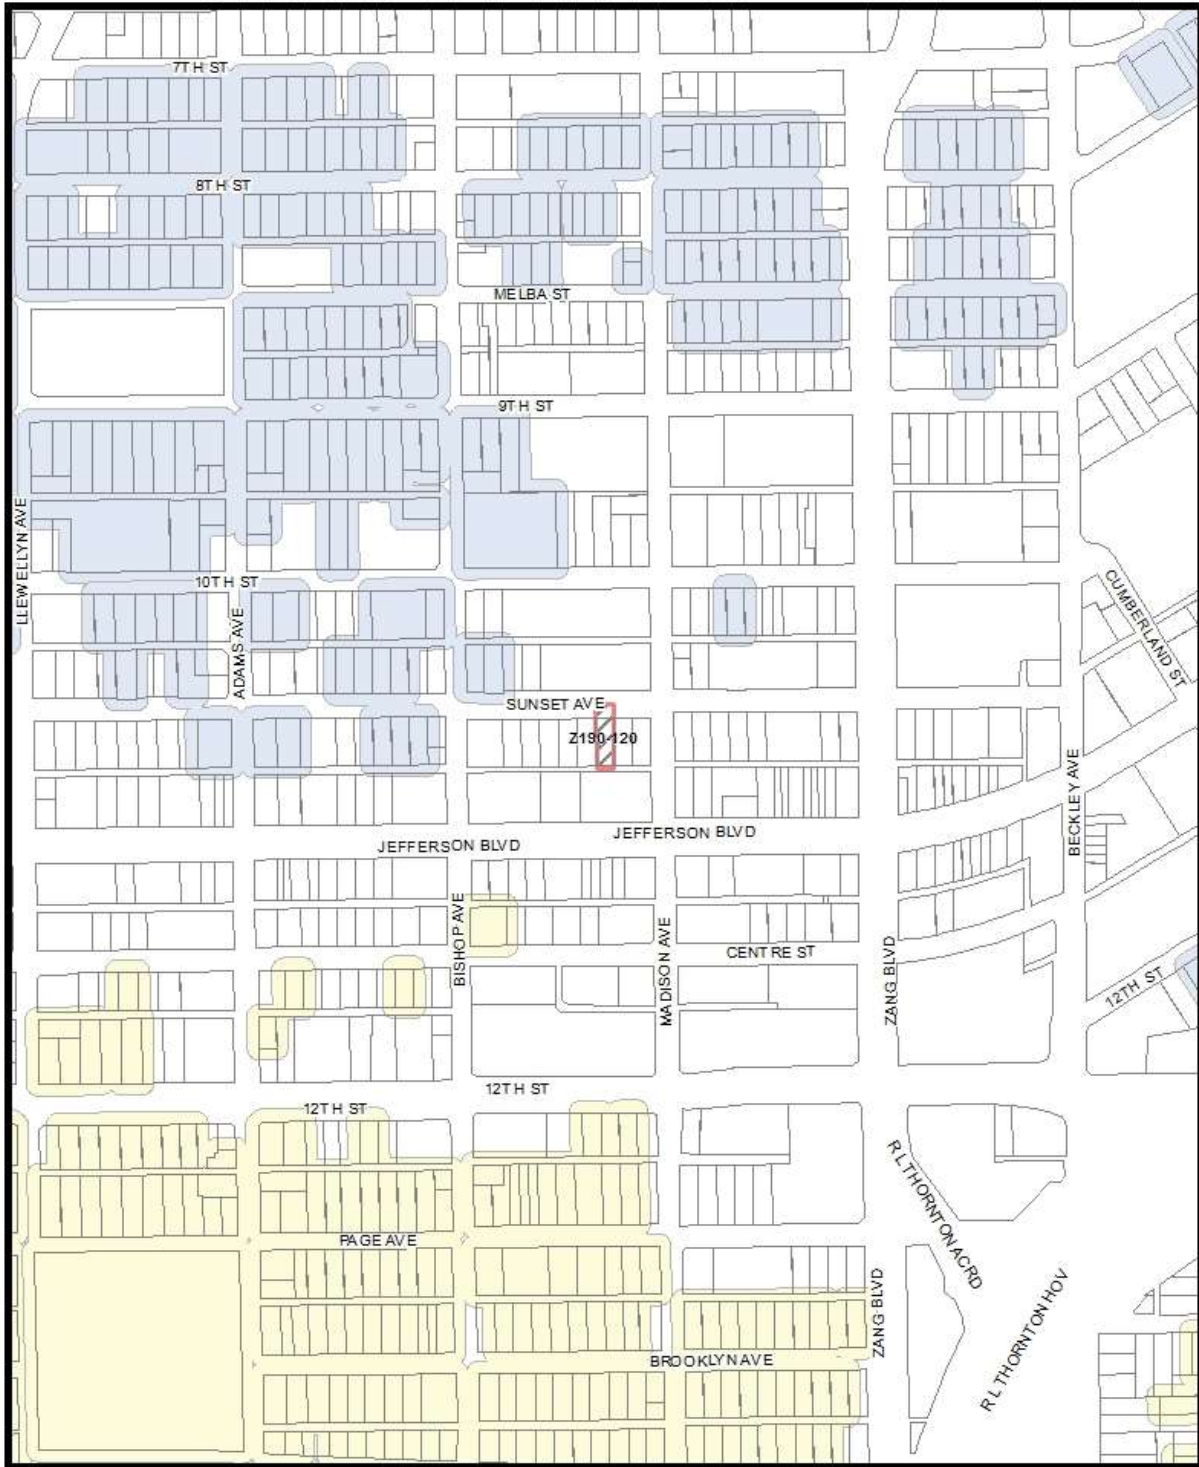 7TH ST
8TH ST
MELBA ST
9TH ST
LLEWELLYN AVE
10TH ST
ADAMS AVE
CUMBERLAND ST
SUNSET AVE
Z190-120
BECKLEY AVE
JEFFERSON BLVD
JEFFERSON BLVD
BISHOP AVE
MADISON AVE
CENTRE ST
ZANG BLVD
12TH ST
12TH ST
12TH ST
R L THORNTON ACRD
PAGE AVE
ZANG BLVD
R L THORNTON HOV
BROOKLYN AVE